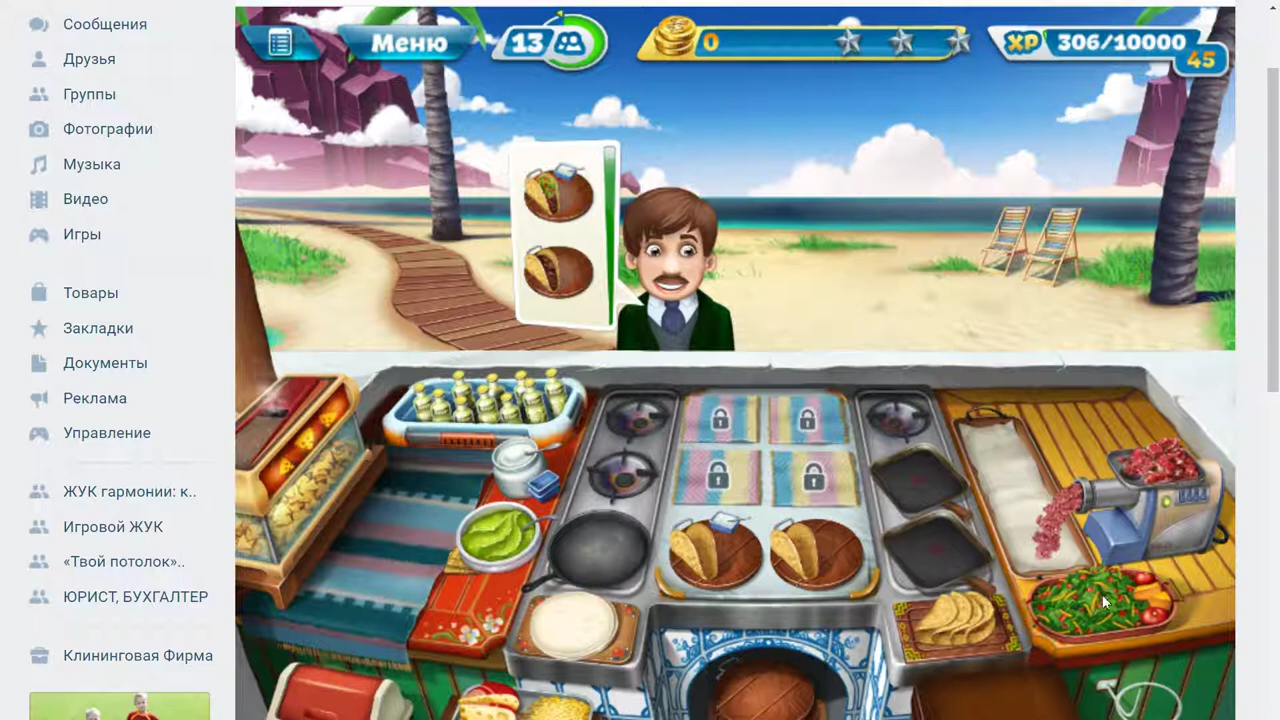 Сообщения
Друзья
Группы
Фотографии
Музыка
Видео
Игры
Товары
Закладки
Документы
Реклама
Управление
ЖУК гармонии: к..
Игровой ЖУК
«Твой потолок»..
ЮРИСТ, БУХГАЛТЕР
Клининговая Фирма
Меню
13
0
XP 306/10000
45